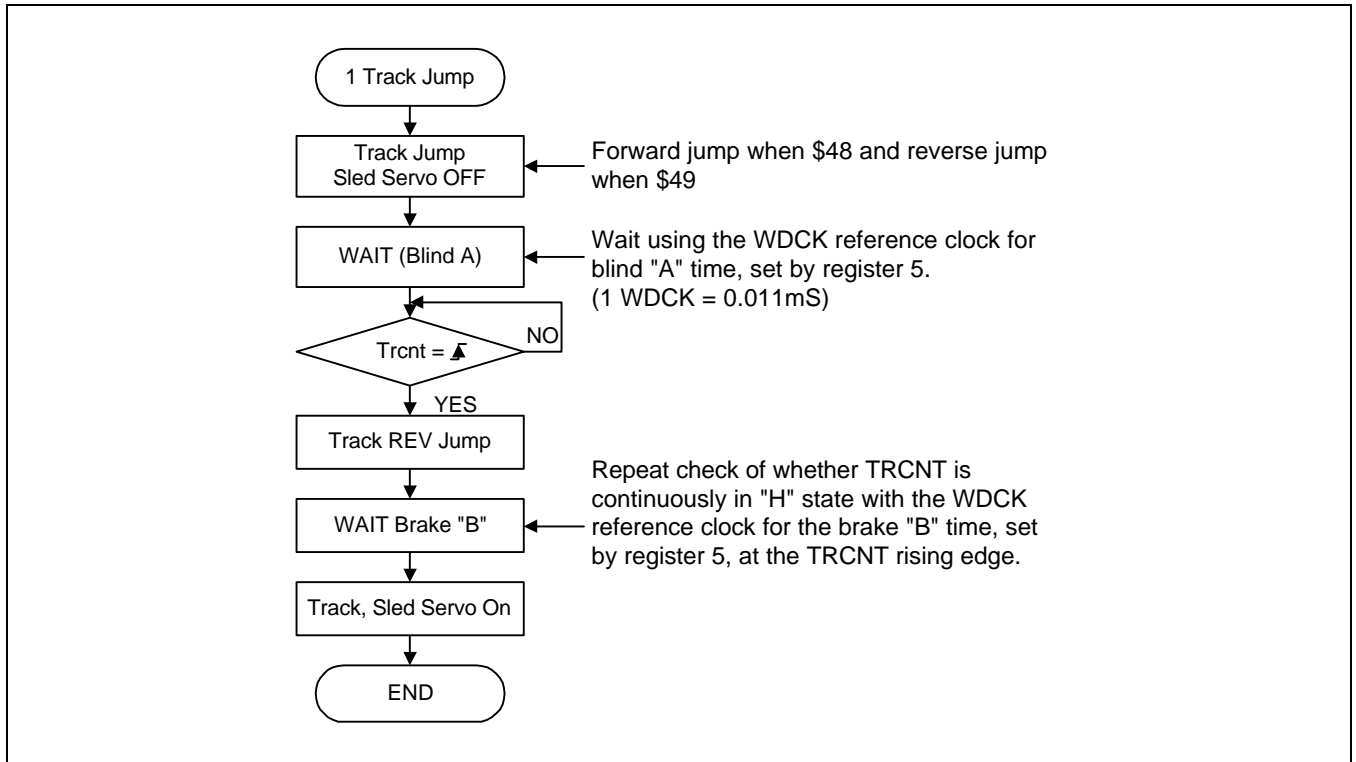 1 Track Jump
Track Jump
Sled Servo OFF
Forward jump when $48 and reverse jump
when $49
WAIT (Blind A)
Wait using the WDCK reference clock for
blind "A" time, set by register 5.
(1 WDCK = 0.011mS)
NO
Trcnt =
YES
Track REV Jump
WAIT Brake "B"
Repeat check of whether TRCNT is
continuously in "H" state with the WDCK
reference clock for the brake "B" time, set
by register 5, at the TRCNT rising edge.
Track, Sled Servo On
END